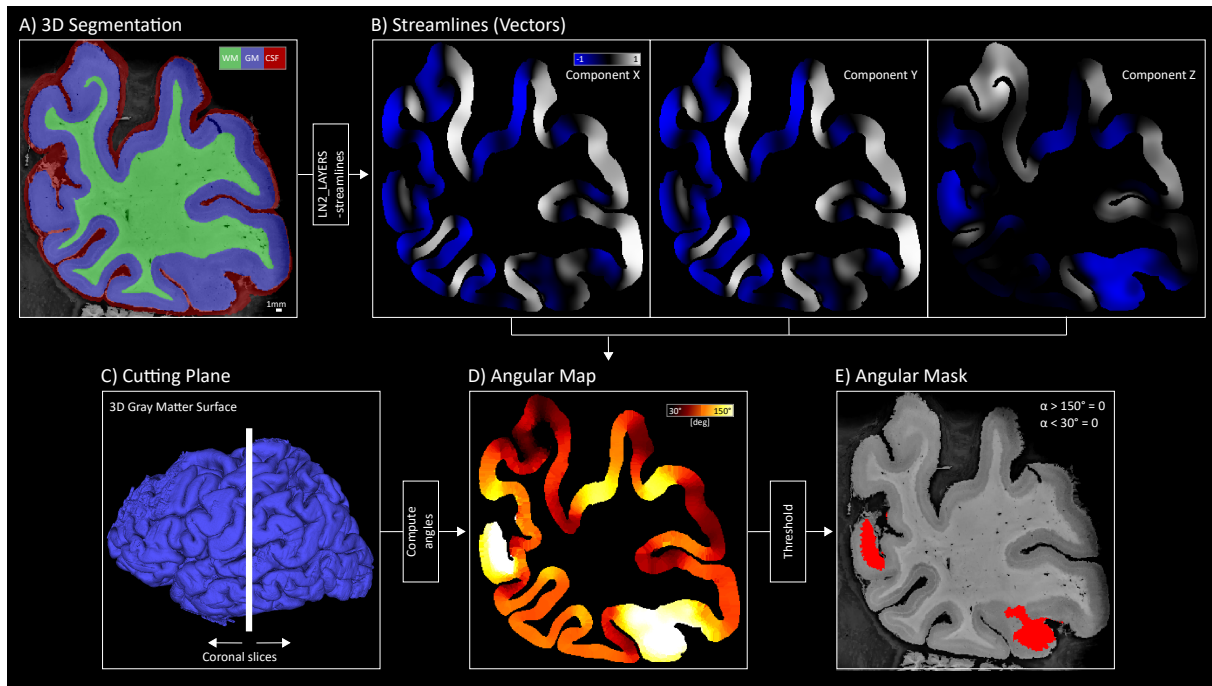 A) 3D Segmentation
WM GM CSF
1mm
LN2_LAYERS
-streamlines
B) Streamlines (Vectors)
-1 1
Component X
Component Y
Component Z
C) Cutting Plane
3D Gray Matter Surface
Coronal slices
Compute
angles
D) Angular Map
30° 150°
[deg]
Threshold
E) Angular Mask
α > 150° = 0
α < 30° = 0